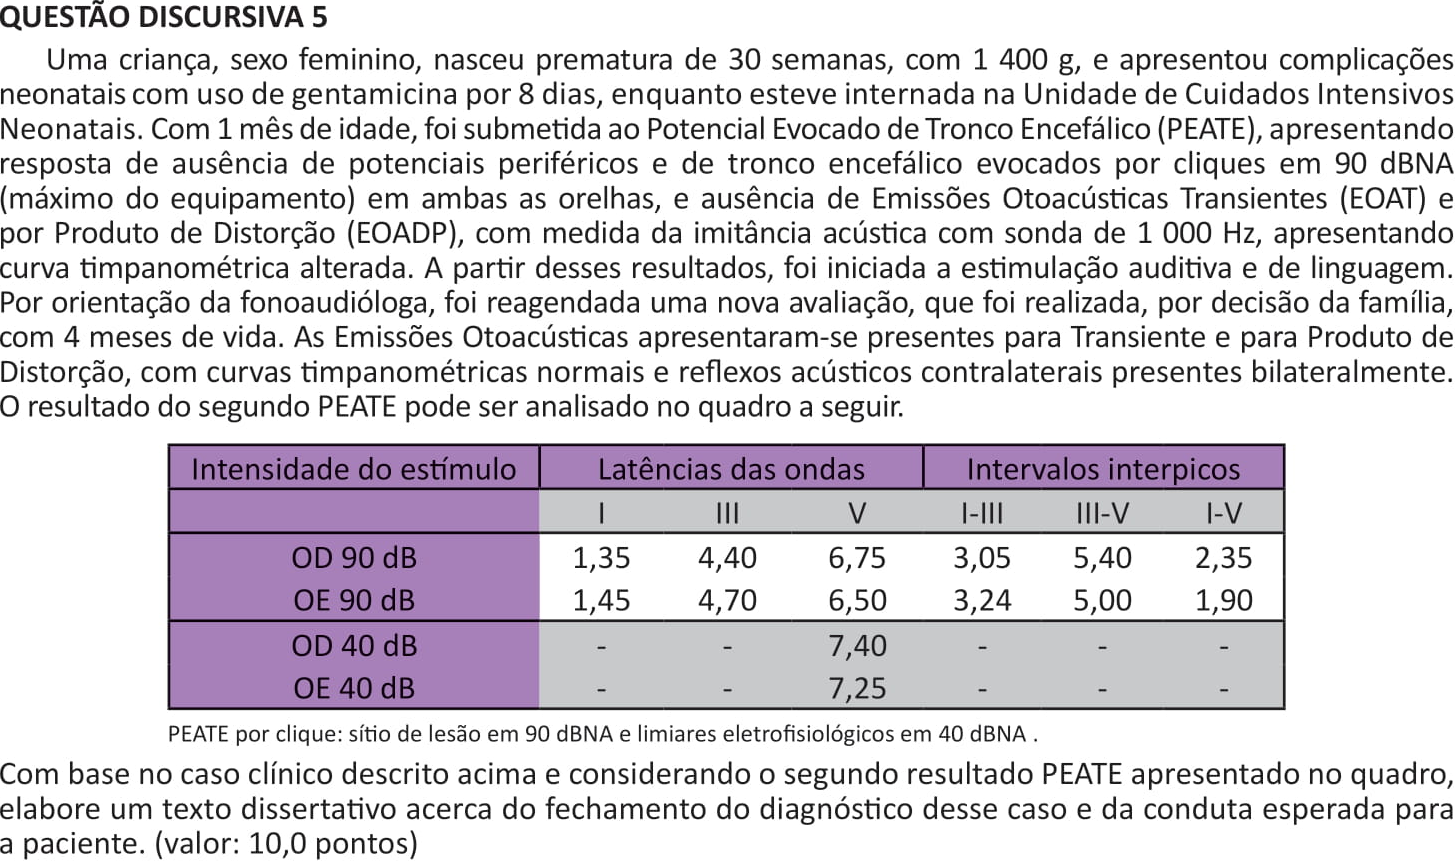 QUESTÃO DISCURSIVA 5
Uma criança, sexo feminino, nasceu prematura de 30 semanas, com 1 400 g, e apresentou complicações
neonatais com uso de gentamicina por 8 dias, enquanto esteve internada na Unidade de Cuidados Intensivos
Neonatais. Com 1 mês de idade, foi submetida ao Potencial Evocado de Tronco Encefálico (PEATE), apresentando
resposta de ausência de potenciais periféricos e de tronco encefálico evocados por cliques em 90 dBNA
(máximo do equipamento) em ambas as orelhas, e ausência de Emissões Otoacústicas Transientes (EOAT) e
por Produto de Distorção (EOADP), com medida da imitância acústica com sonda de 1 000 Hz, apresentando
curva timpanométrica alterada. A partir desses resultados, foi iniciada a estimulação auditiva e de linguagem.
Por orientação da fonoaudióloga, foi reagendada uma nova avaliação, que foi realizada, por decisão da família,
com 4 meses de vida. As Emissões Otoacústicas apresentaram-se presentes para Transiente e para Produto de
Distorção, com curvas timpanométricas normais e reflexos acústicos contralaterais presentes bilateralmente.
O resultado do segundo PEATE pode ser analisado no quadro a seguir.
Intensidade do estímulo Latências das ondas Intervalos interpicos
I III V I-III III-V I-V
OD 90 dB 1,35 4,40 6,75 3,05 5,40 2,35
OE 90 dB 1,45 4,70 6,50 3,24 5,00 1,90
OD 40 dB - - 7,40 - - -
OE 40 dB - - 7,25 - - -
PEATE por clique: sítio de lesão em 90 dBNA e limiares eletrofisiológicos em 40 dBNA .
Com base no caso clínico descrito acima e considerando o segundo resultado PEATE apresentado no quadro,
elabore um texto dissertativo acerca do fechamento do diagnóstico desse caso e da conduta esperada para
a paciente. (valor: 10,0 pontos)